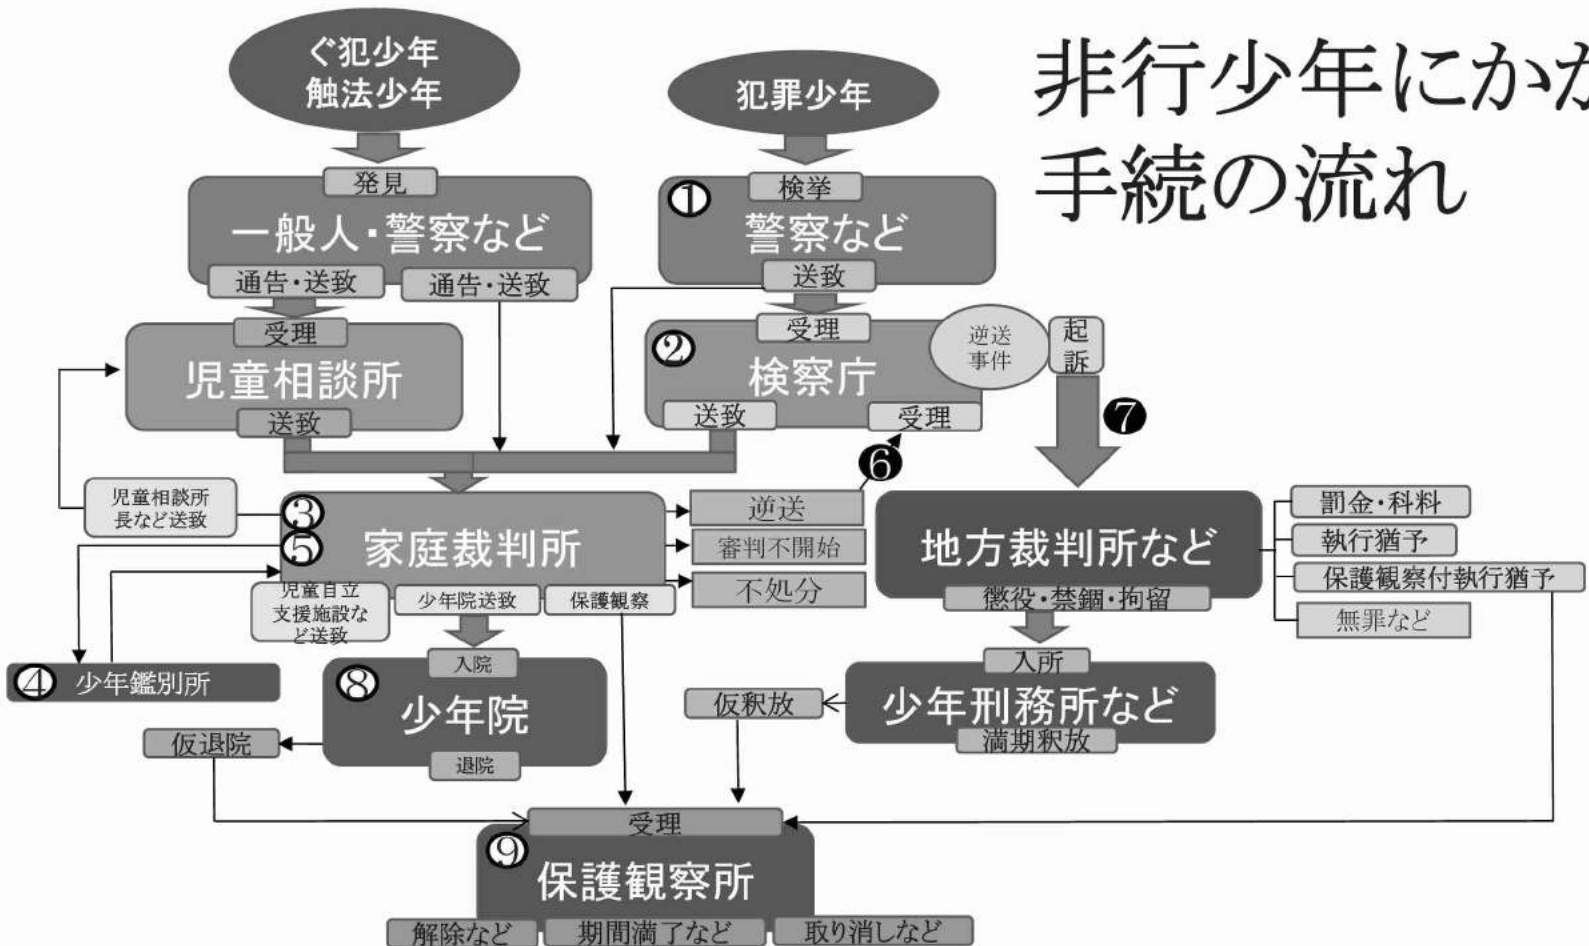 非行少年にかか
手続の流れ
ぐ犯少年
触法少年
犯罪少年
発見
一般人・警察など
通告・送致
通告・送致
①
検挙
警察など
送致
受理
児童相談所
送致
②
受理
検察庁
送致
受理
逆送
事件
起
訴
❼
❻
児童相談所
長など送致
③
⑤
家庭裁判所
逆送
審判不開始
不処分
児童自立
支援施設な
ど送致
少年院送致
保護観察
地方裁判所など
懲役・禁錮・拘留
罰金・科料
執行猶予
保護観察付執行猶予
無罪など
④
少年鑑別所
⑧
入院
少年院
退院
仮退院
入所
少年刑務所など
満期釈放
仮釈放
受理
⑨
保護観察所
解除など
期間満了など
取り消しなど